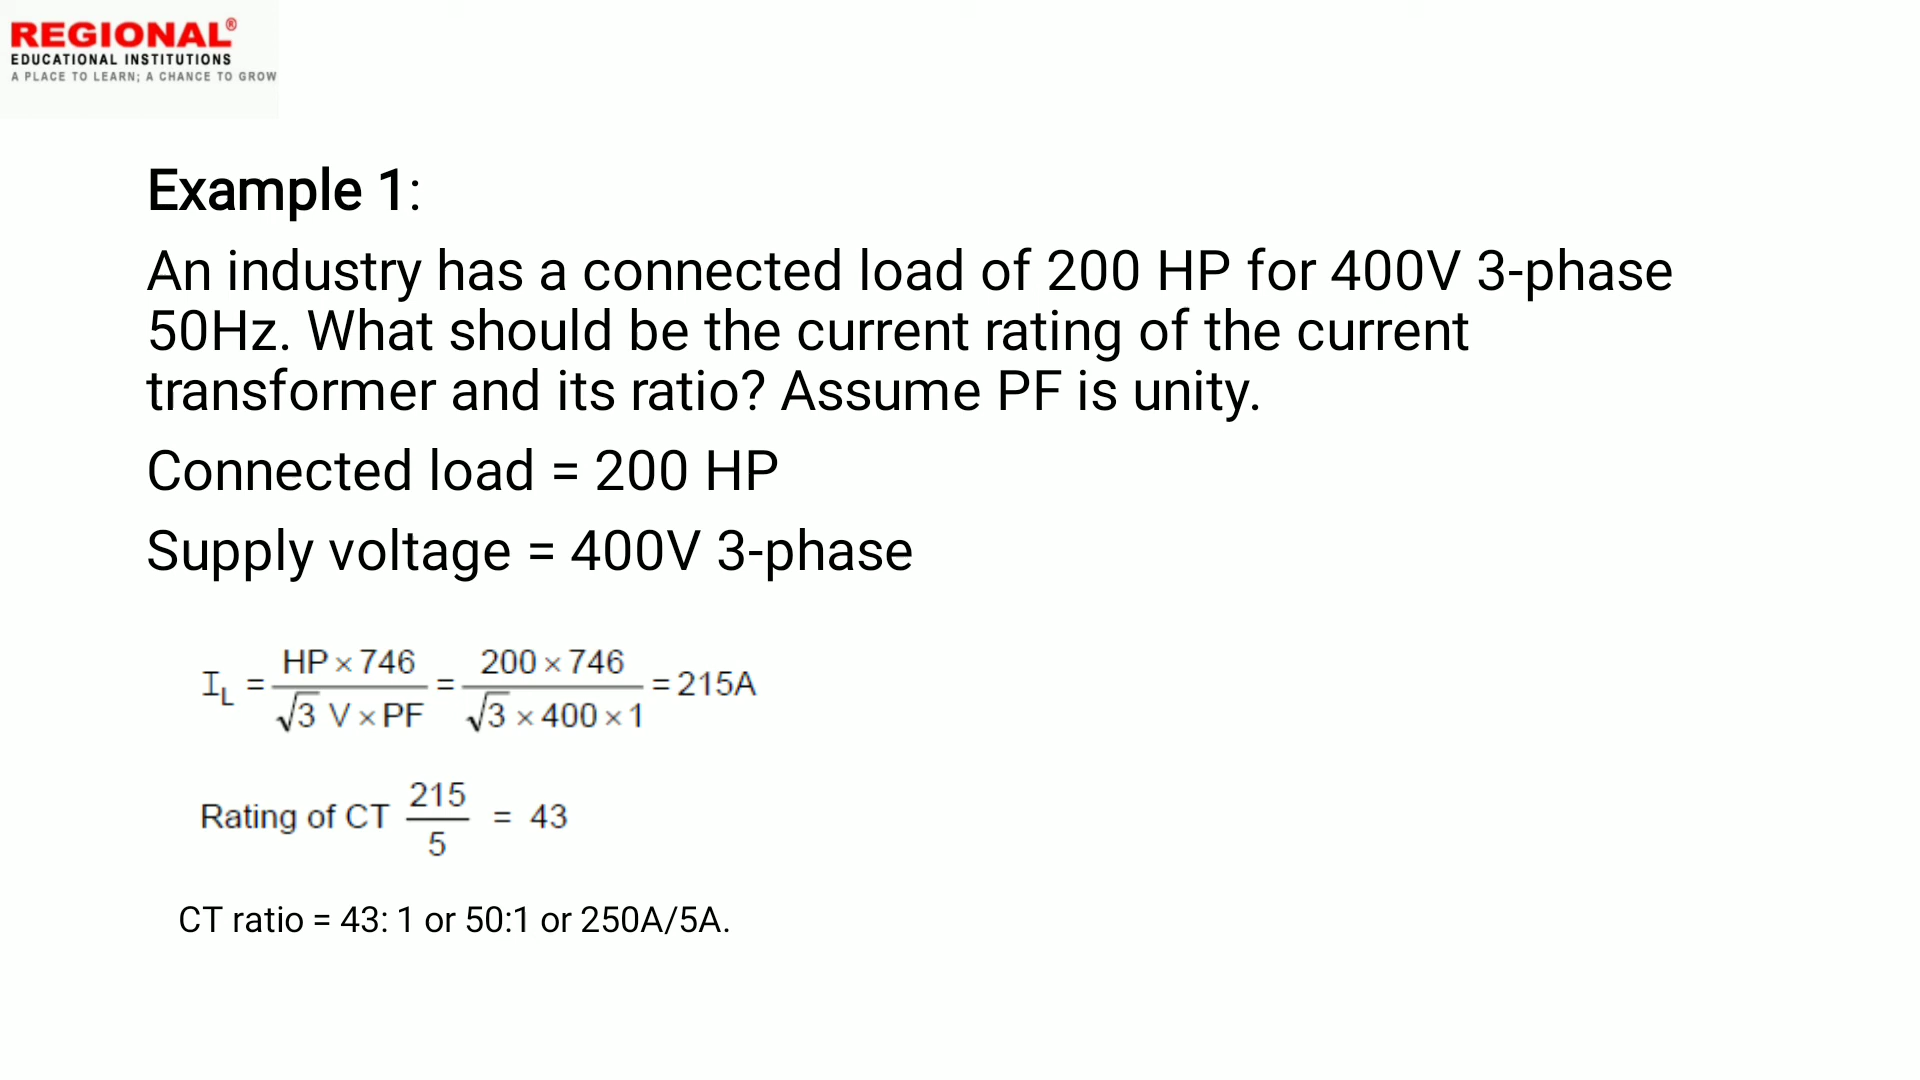 REGIONAL®
EDUCATIONAL INSTITUTIONS
A PLACE TO LEARN; A CHANCE TO GROW
Example 1:
An industry has a connected load of 200 HP for 400V 3-phase
50Hz. What should be the current rating of the current
transformer and its ratio? Assume PF is unity.
Connected load = 200 HP
Supply voltage = 400V 3-phase
I_L = (HP × 746)/(√3 V × PF) = (200 × 746)/(√3 × 400 × 1) = 215A
Rating of CT 215/5 = 43
CT ratio = 43: 1 or 50:1 or 250A/5A.